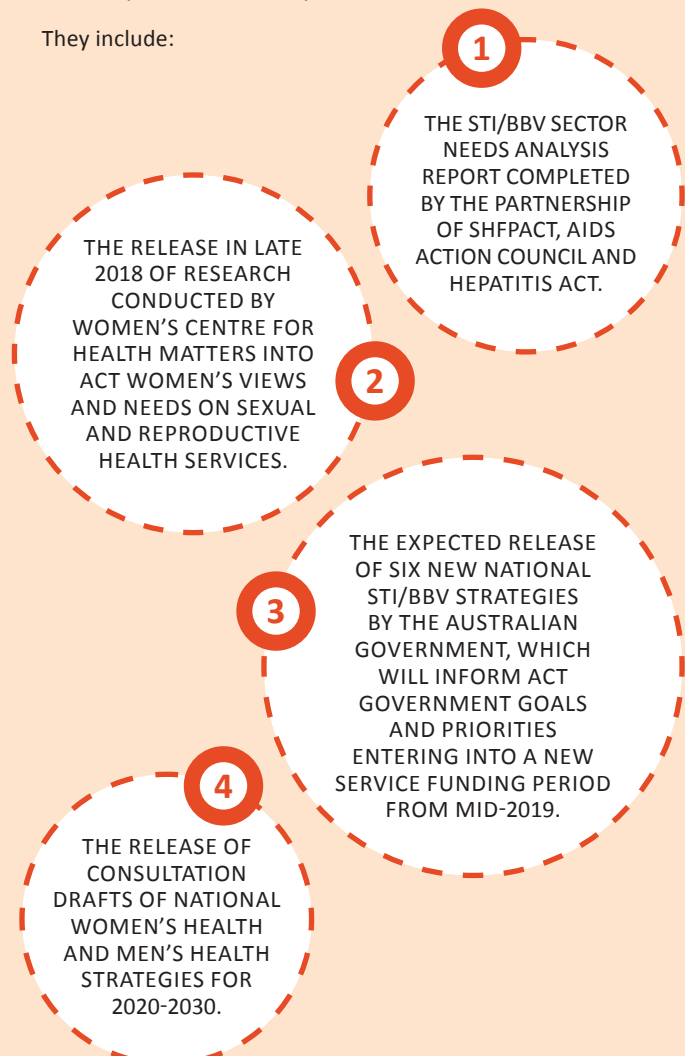 They include:
1
THE STI/BBV SECTOR
NEEDS ANALYSIS
REPORT COMPLETED
BY THE PARTNERSHIP
OF SHFPACT, AIDS
ACTION COUNCIL AND
HEPATITIS ACT.
2
THE RELEASE IN LATE
2018 OF RESEARCH
CONDUCTED BY
WOMEN’S CENTRE FOR
HEALTH MATTERS INTO
ACT WOMEN’S VIEWS
AND NEEDS ON SEXUAL
AND REPRODUCTIVE
HEALTH SERVICES.
3
THE EXPECTED RELEASE
OF SIX NEW NATIONAL
STI/BBV STRATEGIES
BY THE AUSTRALIAN
GOVERNMENT, WHICH
WILL INFORM ACT
GOVERNMENT GOALS
AND PRIORITIES
ENTERING INTO A NEW
SERVICE FUNDING PERIOD
FROM MID-2019.
4
THE RELEASE OF
CONSULTATION
DRAFTS OF NATIONAL
WOMEN’S HEALTH
AND MEN’S HEALTH
STRATEGIES FOR
2020-2030.